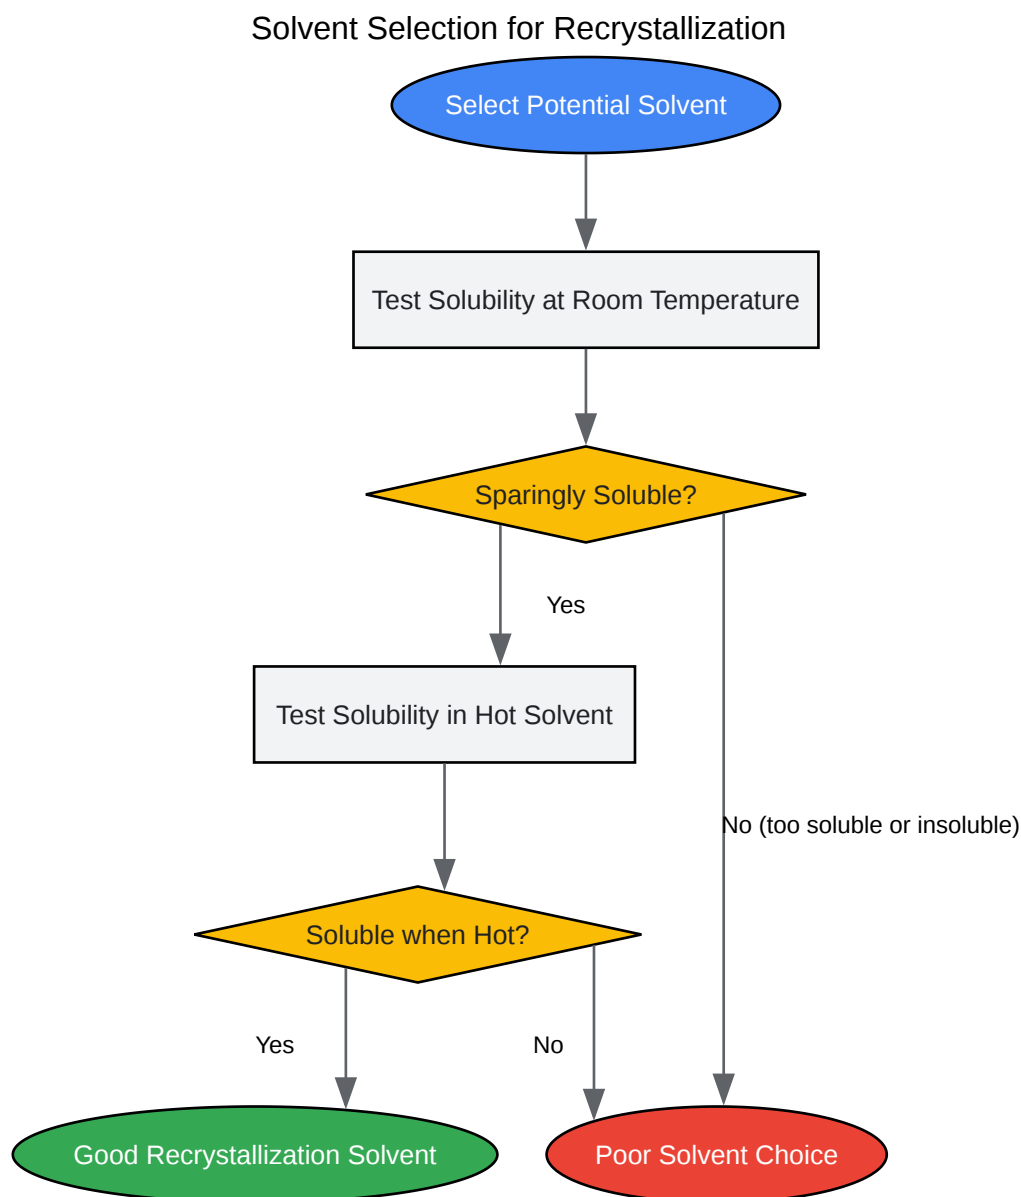 Solvent Selection for Recrystallization
Select Potential Solvent
Test Solubility at Room Temperature
Sparingly Soluble?
Yes
Test Solubility in Hot Solvent
No (too soluble or insoluble)
Soluble when Hot?
Yes
No
Good Recrystallization Solvent
Poor Solvent Choice